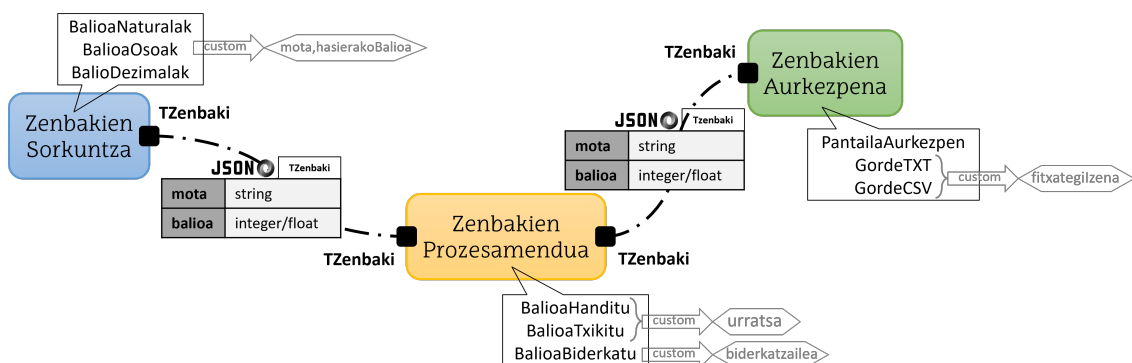 BalioaNaturalak
BalioaOsoak
BalioDezimalak
custom
mota,hasierakoBalioa
Zenbakien
Sorkuntza
TZenbaki
JSON
TZenbaki
mota string
balioa integer/float
TZenbaki
Zenbakien
Prozesamendua
TZenbaki
BalioaHanditu
BalioaTxikitu
custom
urratsa
BalioaBiderkatu
custom
biderkatzailea
JSON
TZenbaki
mota string
balioa integer/float
TZenbaki
Zenbakien
Aurkezpena
PantailaAurkezpen
GordeTXT
GordeCSV
custom
fitxategiIzena